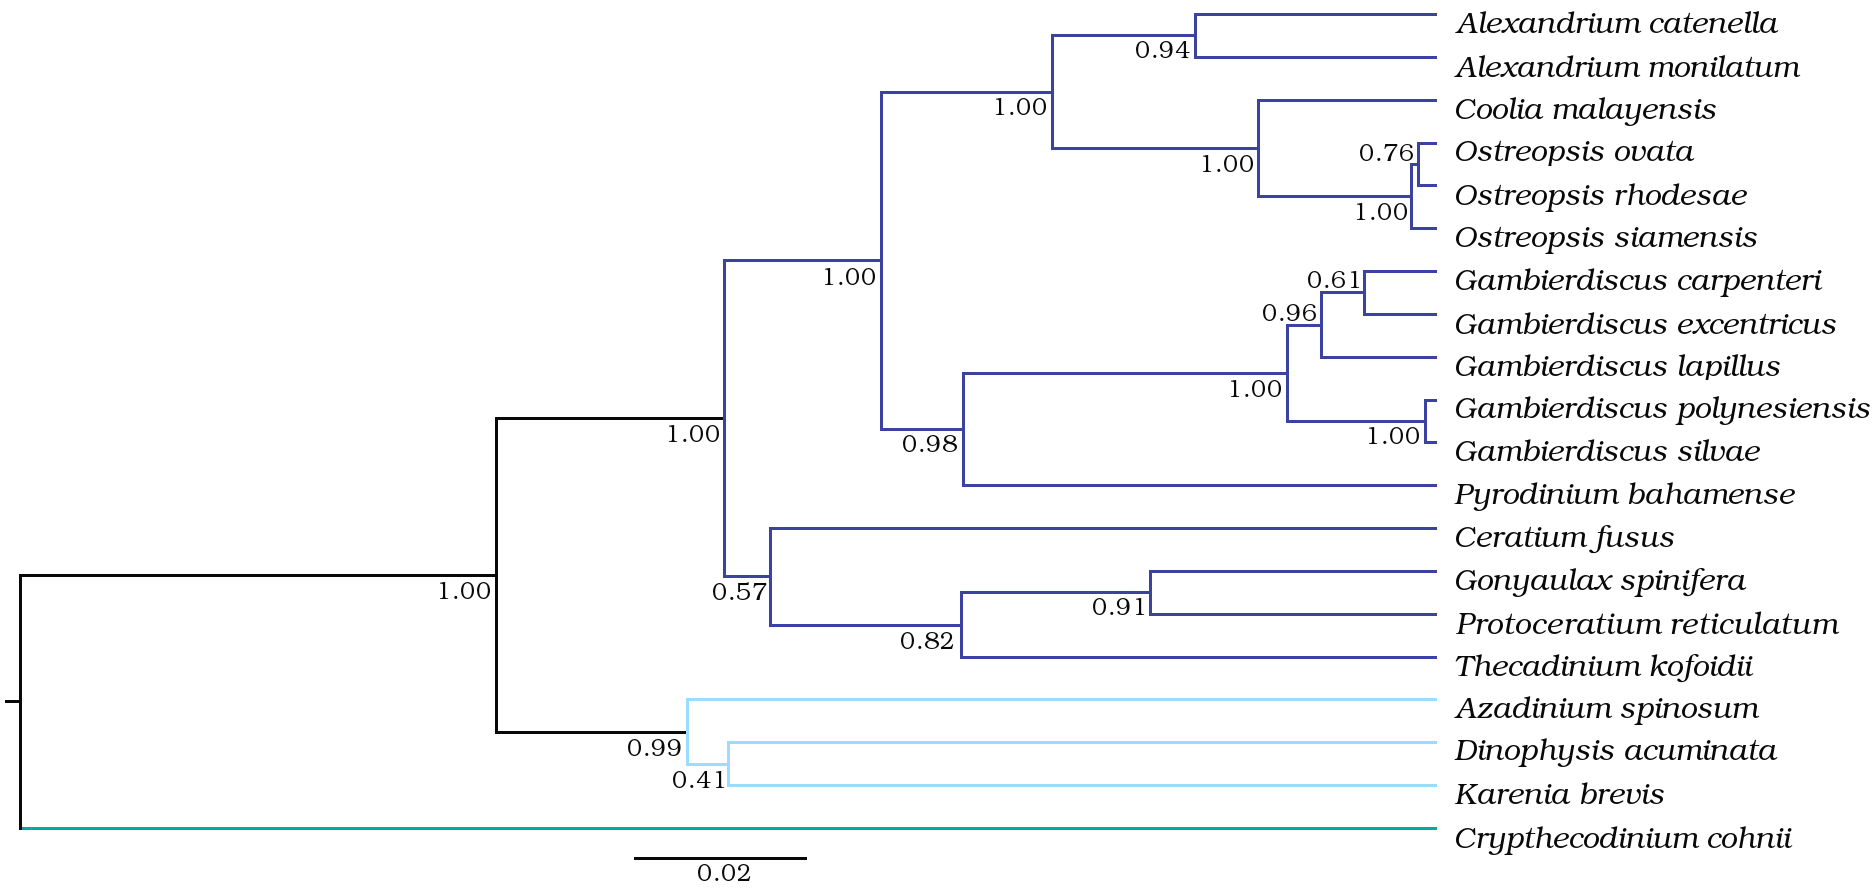 Alexandrium catenella
0.94
Alexandrium monilatum
1.00
Coolia malayensis
0.76
Ostreopsis ovata
1.00
Ostreopsis rhodesae
1.00
Ostreopsis siamensis
1.00
0.61
Gambierdiscus carpenteri
0.96
Gambierdiscus excentricus
Gambierdiscus lapillus
1.00
Gambierdiscus polynesiensis
1.00
1.00
0.98
Gambierdiscus silvae
Pyrodinium bahamense
Ceratium fusus
1.00
0.57
Gonyaulax spinifera
0.91
Protoceratium reticulatum
0.82
Thecadinium kofoidii
Azadinium spinosum
0.99
Dinophysis acuminata
0.41
Karenia brevis
Crypthecodinium cohnii
0.02